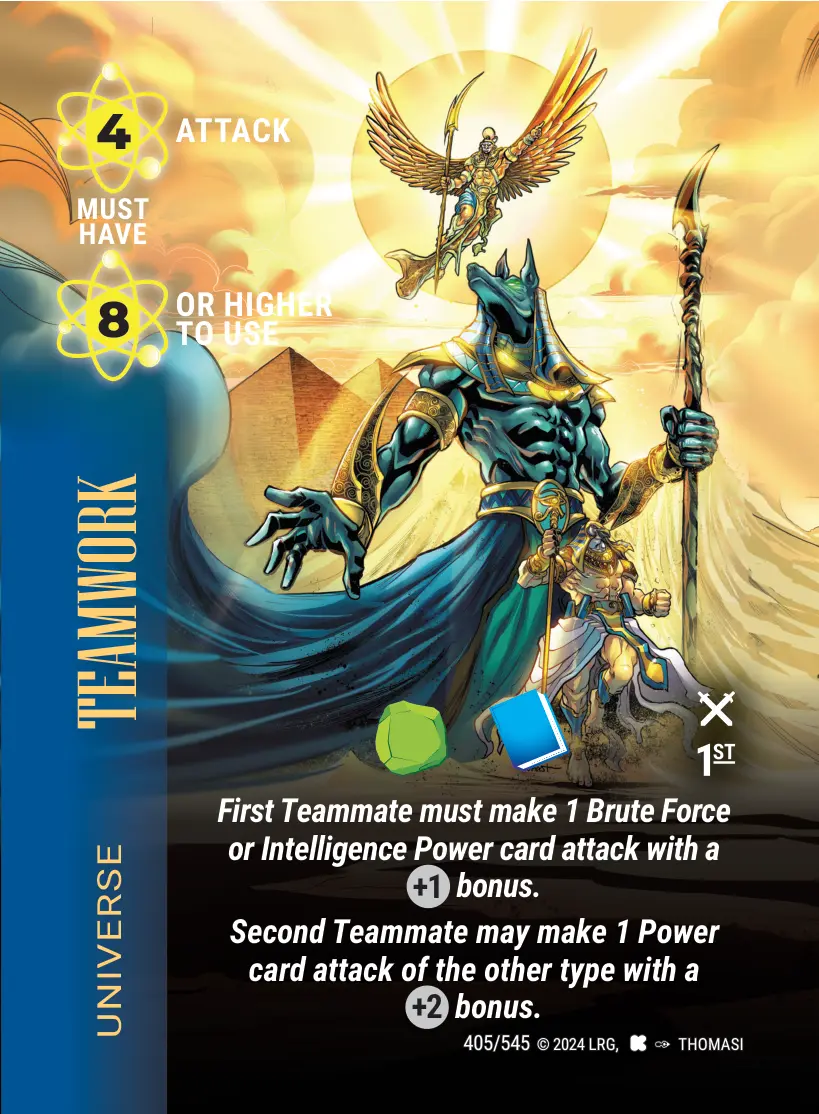 4 ATTACK
MUST
HAVE
8 OR HIGHER
TO USE
TEAMWORK
UNIVERSE
1ST
First Teammate must make 1 Brute Force
or Intelligence Power card attack with a
+1 bonus.
Second Teammate may make 1 Power
card attack of the other type with a
+2 bonus.
405/545 © 2024 LRG, K THOMASI